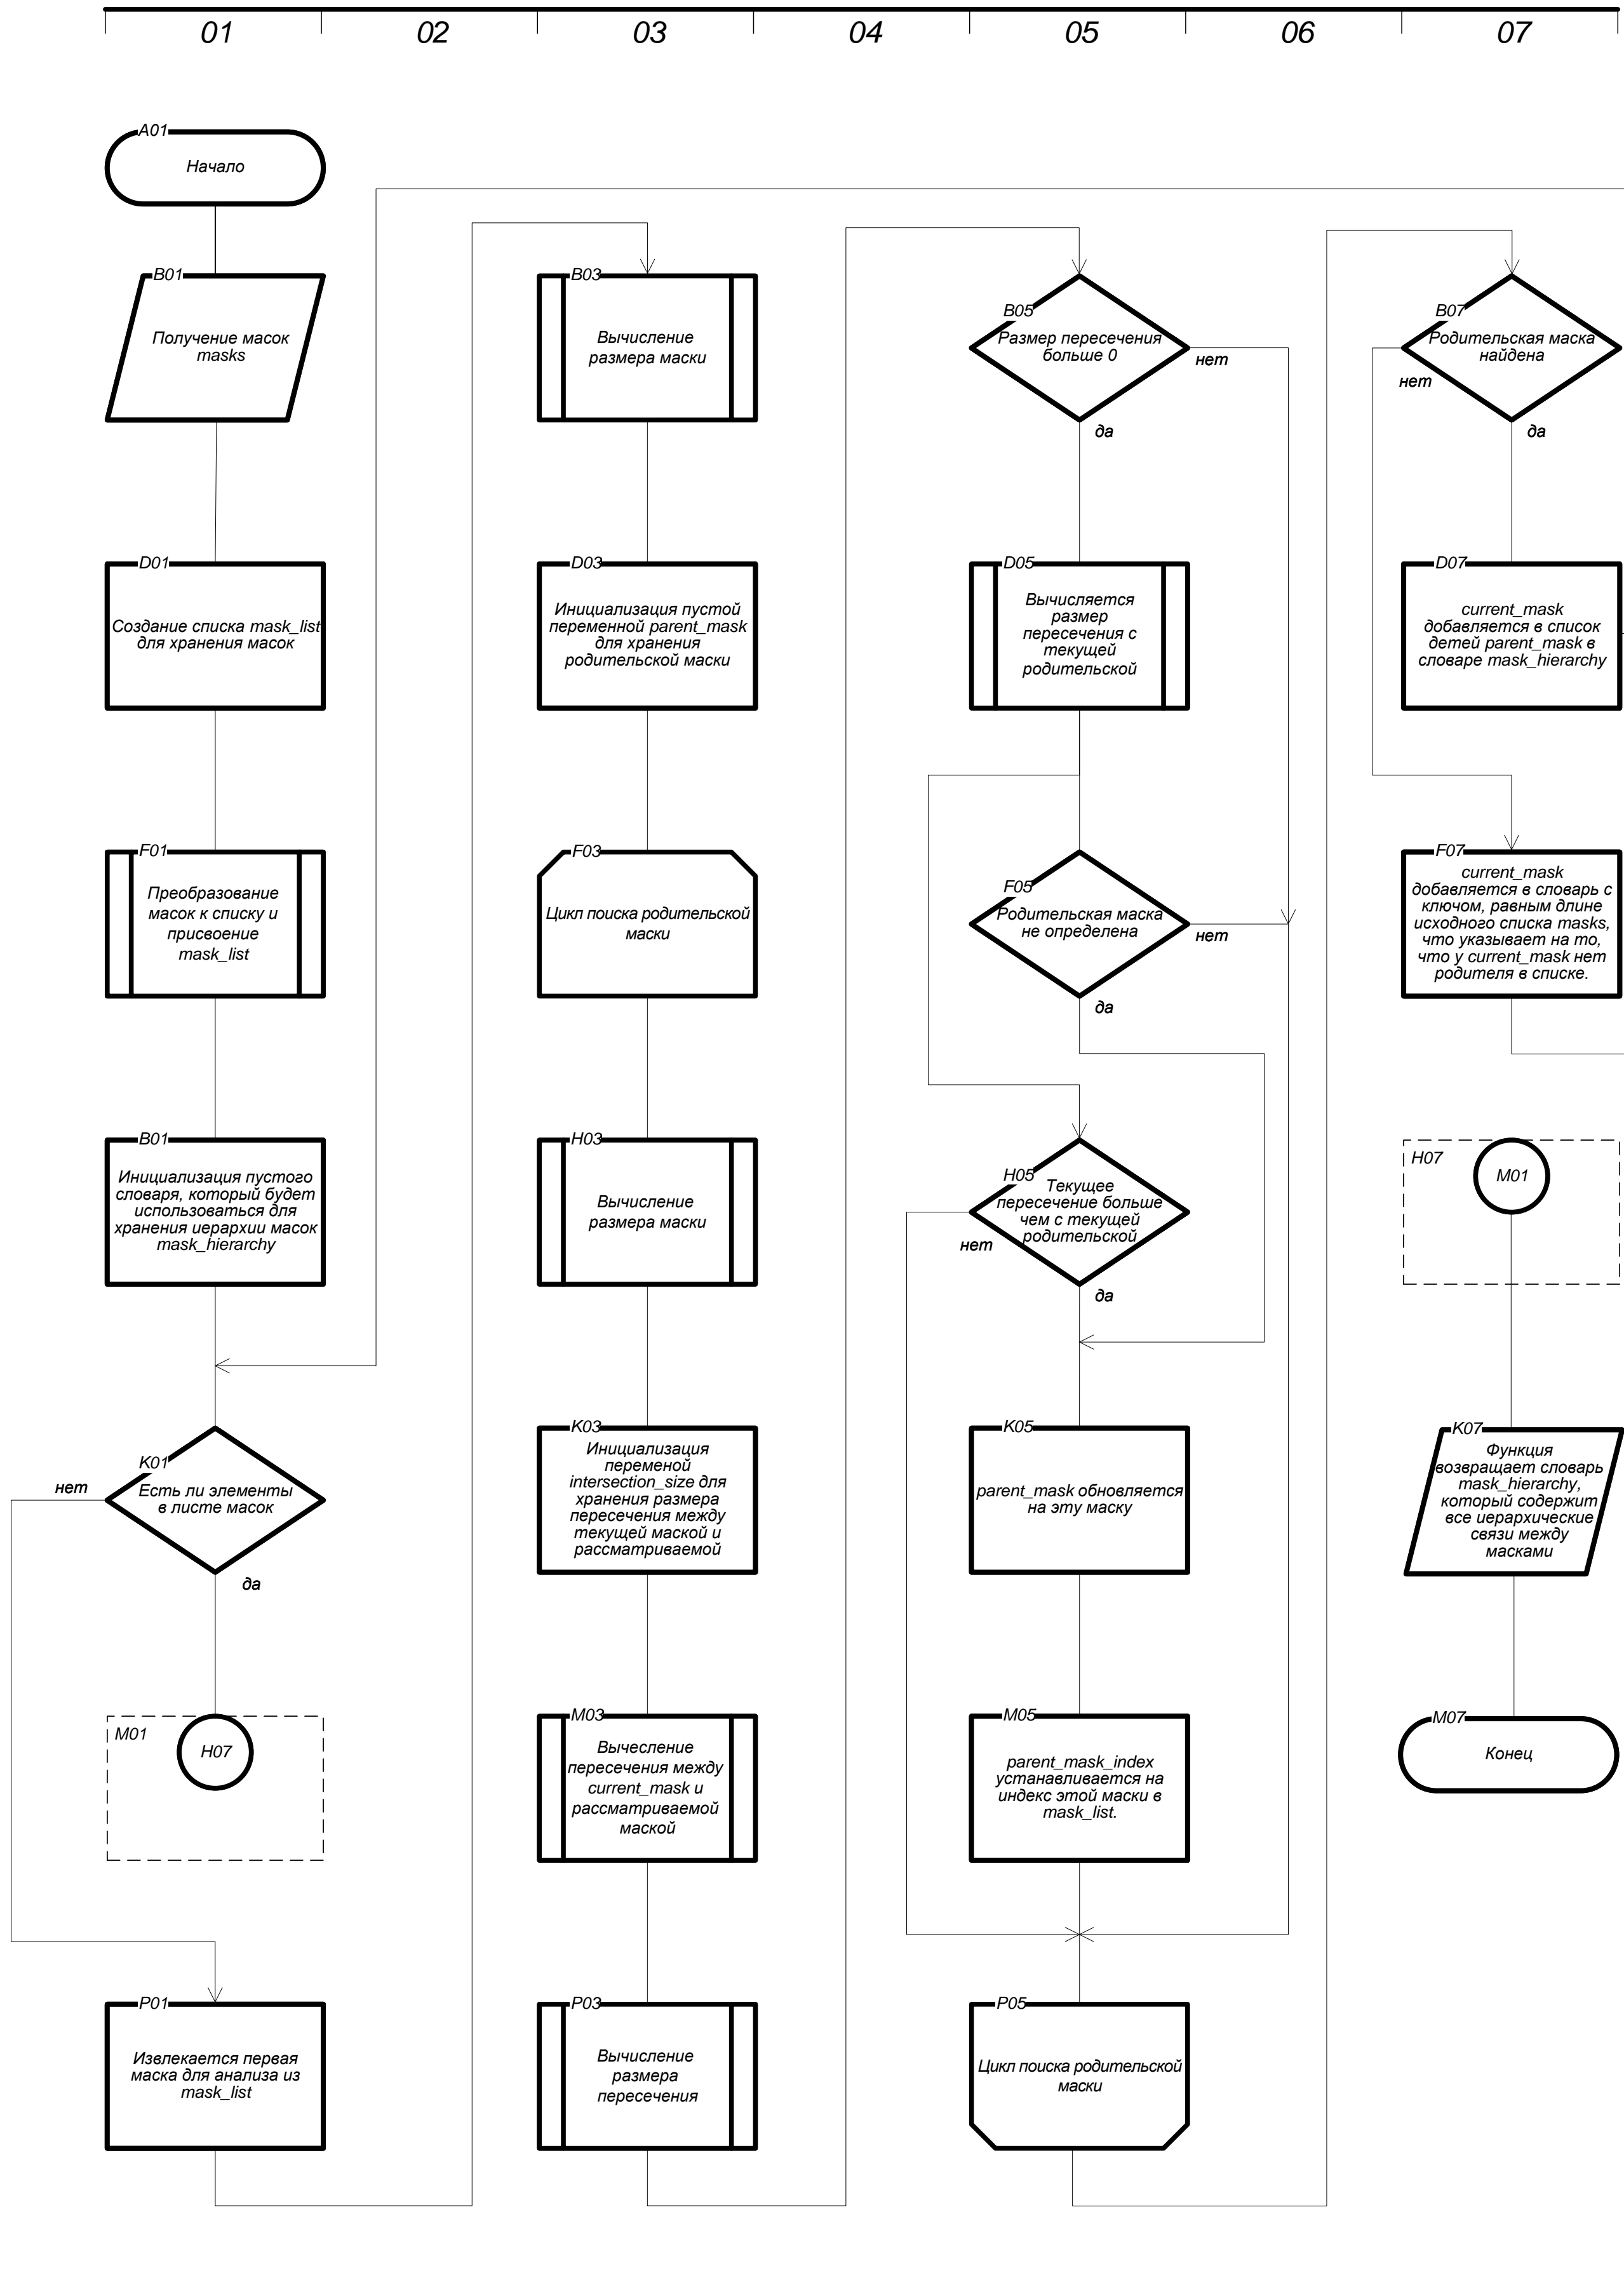 01
02
03
04
05
06
07
A01
Начало
B01
Получение масок
masks
D01
Создание списка mask_list
для хранения масок
F01
Преобразование
масок к списку и
присвоение
mask_list
B01
Инициализация пустого
словаря, который будет
использоваться для
хранения иерархии масок
mask_hierarchy
K01
Есть ли элементы
в листе масок
нет
да
M01
H07
P01
Извлекается первая
маска для анализа из
mask_list
B03
Вычисление
размера маски
D03
Инициализация пустой
переменной parent_mask
для хранения
родительской маски
F03
Цикл поиска родительской
маски
H03
Вычисление
размера маски
K03
Инициализация
переменой
intersection_size для
хранения размера
пересечения между
текущей маской и
рассматриваемой
M03
Вычесление
пересечения между
current_mask и
рассматриваемой
маской
P03
Вычисление
размера
пересечения
B05
Размер пересечения
больше 0
нет
да
D05
Вычисляется
размер
пересечения с
текущей
родительской
F05
Родительская маска
не определена
нет
да
H05
Текущее
пересечение больше
чем с текущей
родительской
нет
да
K05
parent_mask обновляется
на эту маску
M05
parent_mask_index
устанавливается на
индекс этой маски в
mask_list.
P05
Цикл поиска родительской
маски
B07
Родительская маска
найдена
нет
да
D07
current_mask
добавляется в список
детей parent_mask в
словаре mask_hierarchy
F07
current_mask
добавляется в словарь с
ключом, равным длине
исходного списка masks,
что указывает на то,
что у current_mask нет
родителя в списке.
H07
M01
K07
Функция
возвращает словарь
mask_hierarchy,
который содержит
все иерархические
связи между
масками
M07
Конец